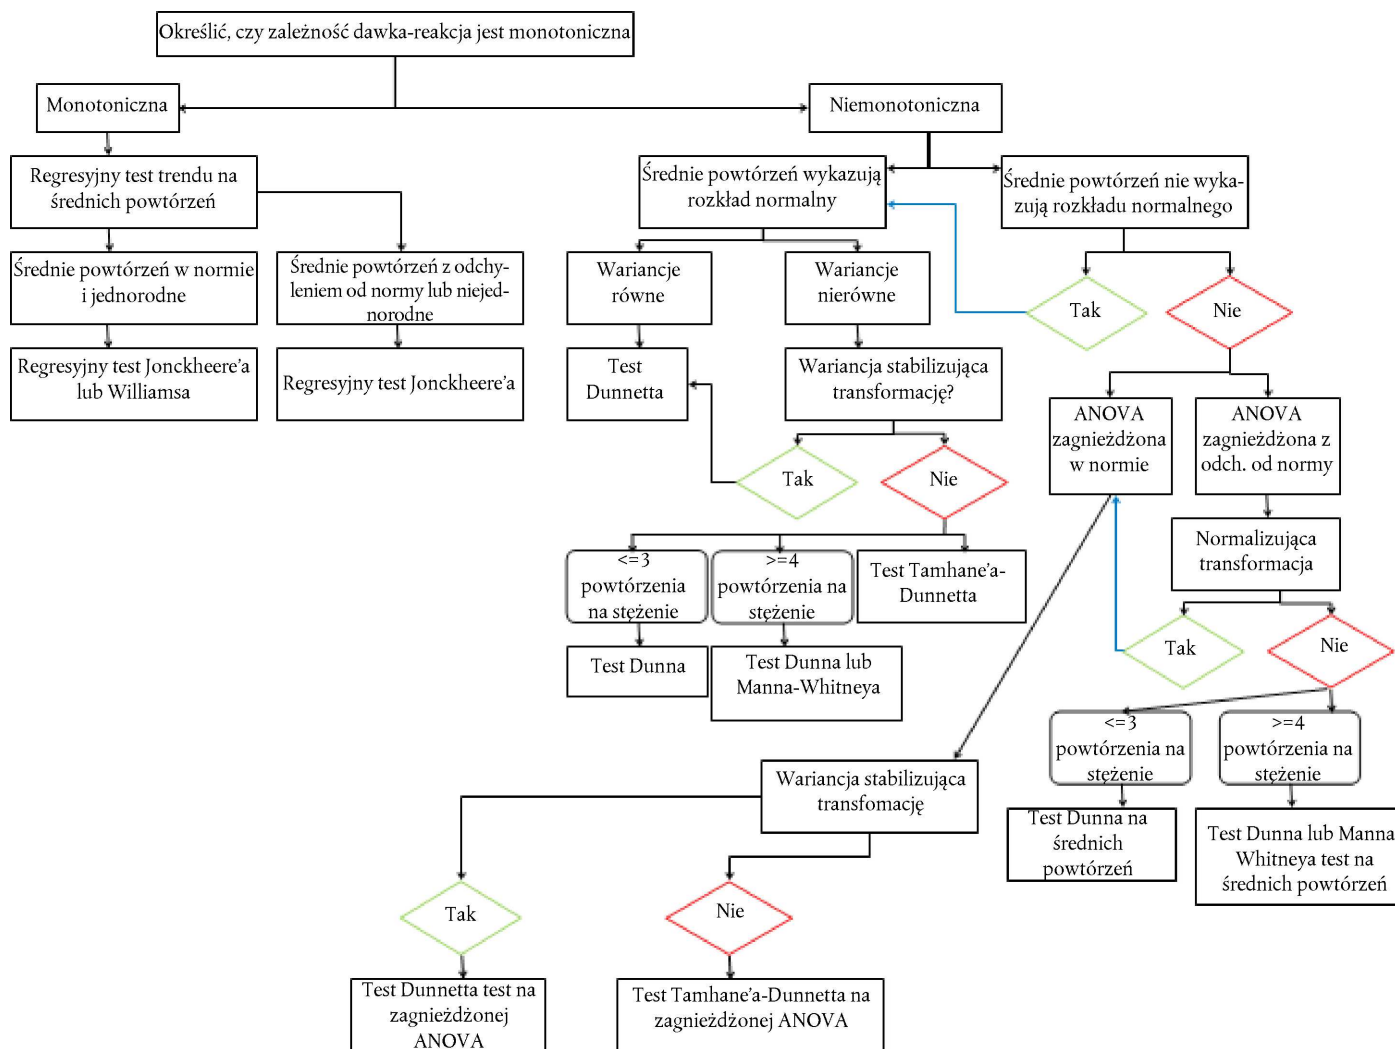 Określić, czy zależność dawka-reakcja jest monotoniczna
Monotoniczna
Niemonotoniczna
Regresyjny test trendu na
średnich powtórzeń
Średnie powtórzeń wykazują
rozkład normalny
Średnie powtórzeń nie wyka-
zują rozkładu normalnego
Średnie powtórzeń w normie
i jednorodne
Średnie powtórzeń z odchy-
leniem od normy lub niejed-
norodne
Wariancje
równe
Wariancje
nierówne
Tak
Nie
Regresyjny test Jonckheere’a
lub Williamsa
Regresyjny test Jonckheere’a
Test
Dunnetta
Wariancja stabilizująca
transformację?
ANOVA
zagnieżdżona
w normie
ANOVA
zagnieżdżona z
odch. od normy
Tak
Nie
Normalizująca
transformacja
<=3
powtórzenia
na stężenie
>=4
powtórzenia na
stężenie
Test Tamhane’a-
Dunnetta
Tak
Nie
Test Dunna
Test Dunna lub
Manna-Whitneya
<=3
powtórzenia na
stężenie
>=4
powtórzenia na
stężenie
Wariancja stabilizująca
transfomację
Test Dunna na
średnich
powtórzeń
Test Dunna lub Manna
Whitneya test na
średnich powtórzeń
Tak
Nie
Test Dunnetta test na
zagnieżdżonej
ANOVA
Test Tamhane’a-Dunnetta na
zagnieżdżonej ANOVA